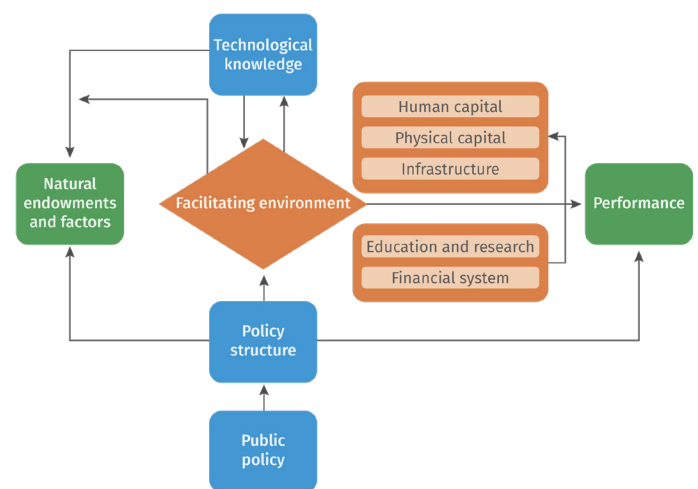 Technological
knowledge
Human capital
Physical capital
Infrastructure
Natural
endowments
and factors
Facilitating environment
Performance
Education and research
Financial system
Policy
structure
Public
policy